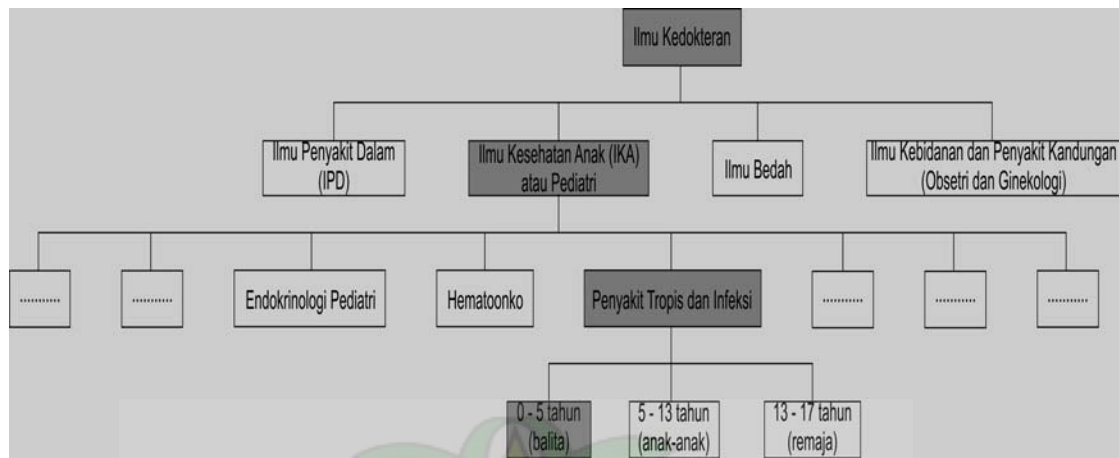 Ilmu Kedokteran
Ilmu Penyakit Dalam
(IPD)
Ilmu Kesehatan Anak (IKA)
atau Pediatri
Ilmu Bedah
Ilmu Kebidanan dan Penyakit Kandungan
(Obsetri dan Ginekologi)
...........
...........
Endokrinologi Pediatri
Hematoonko
Penyakit Tropis dan Infeksi
...........
...........
...........
0 - 5 tahun
(balita)
5 - 13 tahun
(anak-anak)
13 - 17 tahun
(remaja)